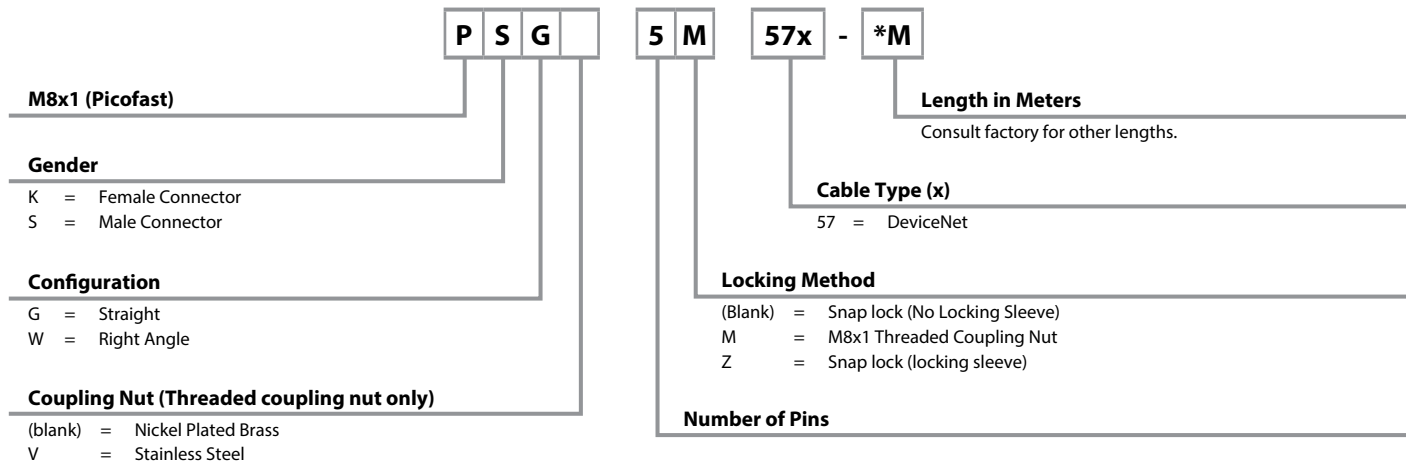 P S G 5 M 57x - *M
M8x1 (Picofast)
Gender
K = Female Connector
S = Male Connector
Configuration
G = Straight
W = Right Angle
Coupling Nut (Threaded coupling nut only)
(blank) = Nickel Plated Brass
V = Stainless Steel
Length in Meters
Consult factory for other lengths.
Cable Type (x)
57 = DeviceNet
Locking Method
(Blank) = Snap lock (No Locking Sleeve)
M = M8x1 Threaded Coupling Nut
Z = Snap lock (locking sleeve)
Number of Pins